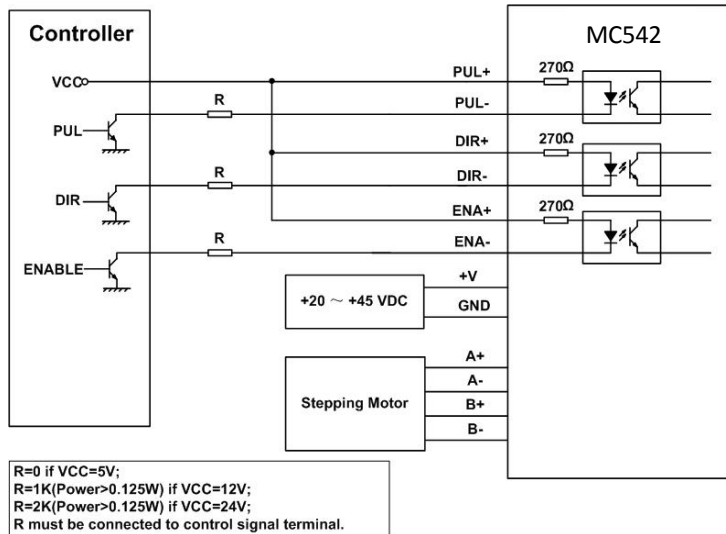 Controller
MC542
VCC
PUL+
270Ω
PUL-
R
PUL
DIR+
270Ω
DIR-
R
DIR
ENA+
270Ω
ENA-
R
ENABLE
+V
+20 ～ +45 VDC
GND
A+
A-
Stepping Motor
B+
B-
R=0 if VCC=5V;
R=1K(Power>0.125W) if VCC=12V;
R=2K(Power>0.125W) if VCC=24V;
R must be connected to control signal terminal.